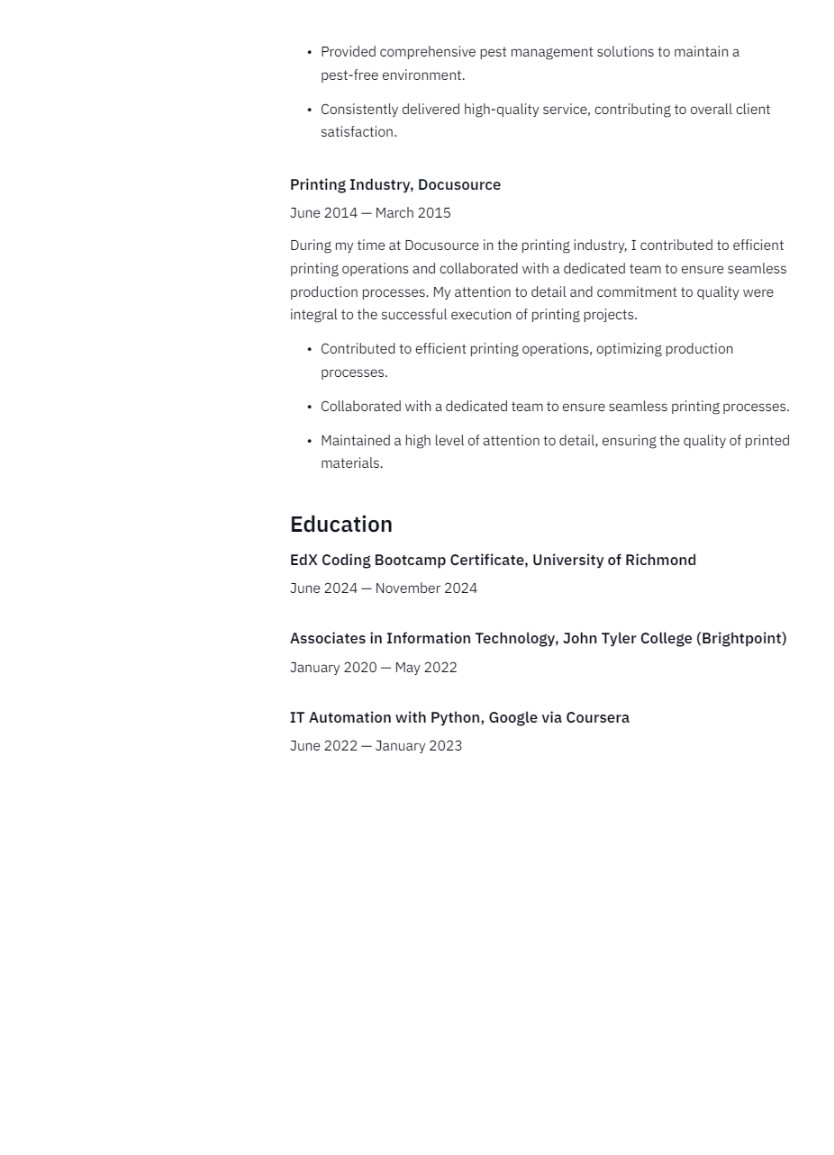 • Provided comprehensive pest management solutions to maintain a
pest-free environment.
• Consistently delivered high-quality service, contributing to overall client
satisfaction.
Printing Industry, Docusource
June 2014 — March 2015
During my time at Docusource in the printing industry, I contributed to efficient
printing operations and collaborated with a dedicated team to ensure seamless
production processes. My attention to detail and commitment to quality were
integral to the successful execution of printing projects.
• Contributed to efficient printing operations, optimizing production
processes.
• Collaborated with a dedicated team to ensure seamless printing processes.
• Maintained a high level of attention to detail, ensuring the quality of printed
materials.
Education
EdX Coding Bootcamp Certificate, University of Richmond
June 2024 — November 2024
Associates in Information Technology, John Tyler College (Brightpoint)
January 2020 — May 2022
IT Automation with Python, Google via Coursera
June 2022 — January 2023